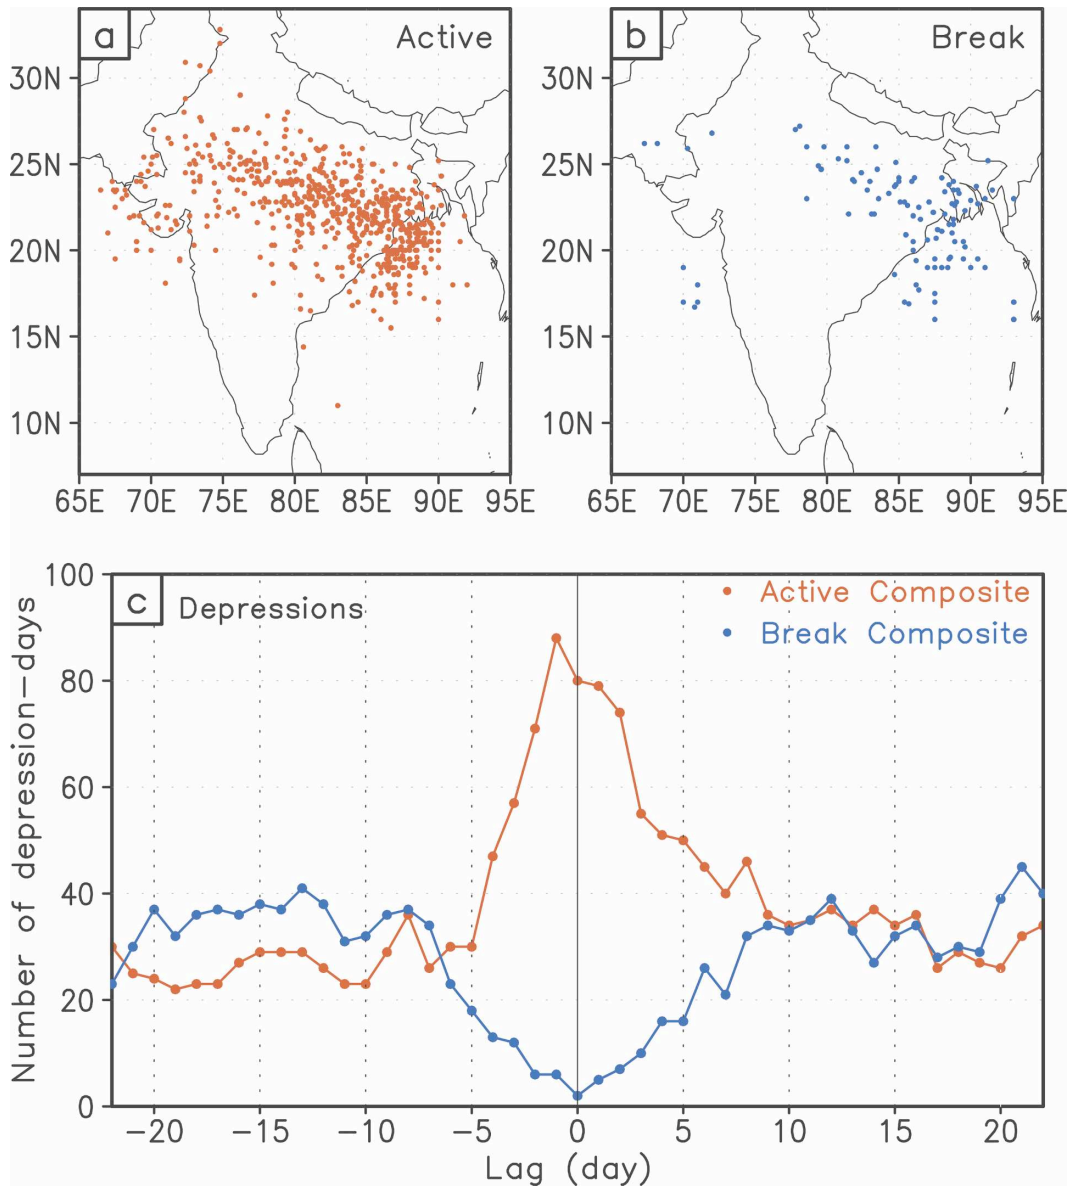 a Active
30N
25N
20N
15N
10N
65E 70E 75E 80E 85E 90E 95E
b Break
30N
25N
20N
15N
10N
65E 70E 75E 80E 85E 90E 95E
c Depressions
Active Composite
Break Composite
Number of depression-days
100
80
60
40
20
0
-20 -15 -10 -5 0 5 10 15 20
Lag (day)